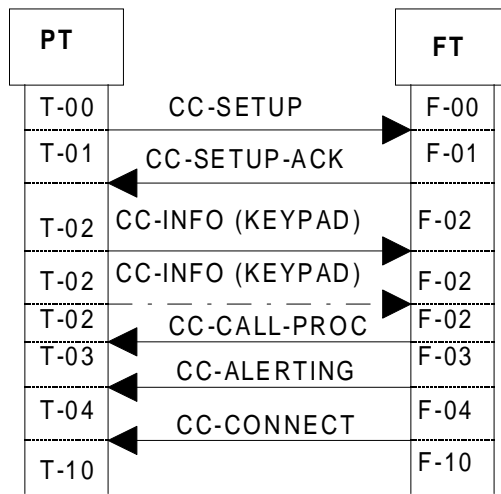 PT FT
T-00 CC-SETUP F-00
T-01 CC-SETUP-ACK F-01
T-02 CC-INFO (KEYPAD) F-02
T-02 CC-INFO (KEYPAD) F-02
T-02 CC-CALL-PROC F-02
T-03 CC-ALERTING F-03
T-04 CC-CONNECT F-04
T-10 F-10